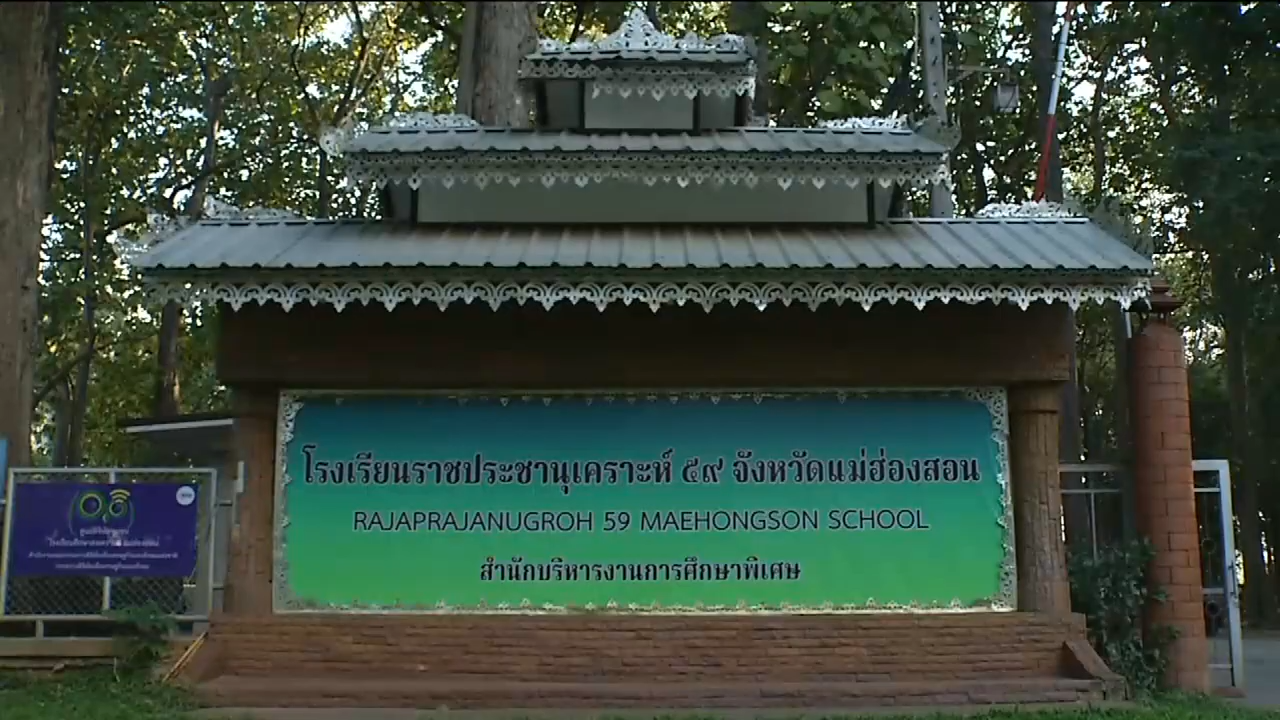 โรงเรียนราชประชานุเคราะห์ ๕๙ จังหวัดแม่ฮ่องสอน
RAJAPRAJANUGROH 59 MAEHONGSON SCHOOL
สำนักบริหารงานการศึกษาพิเศษ